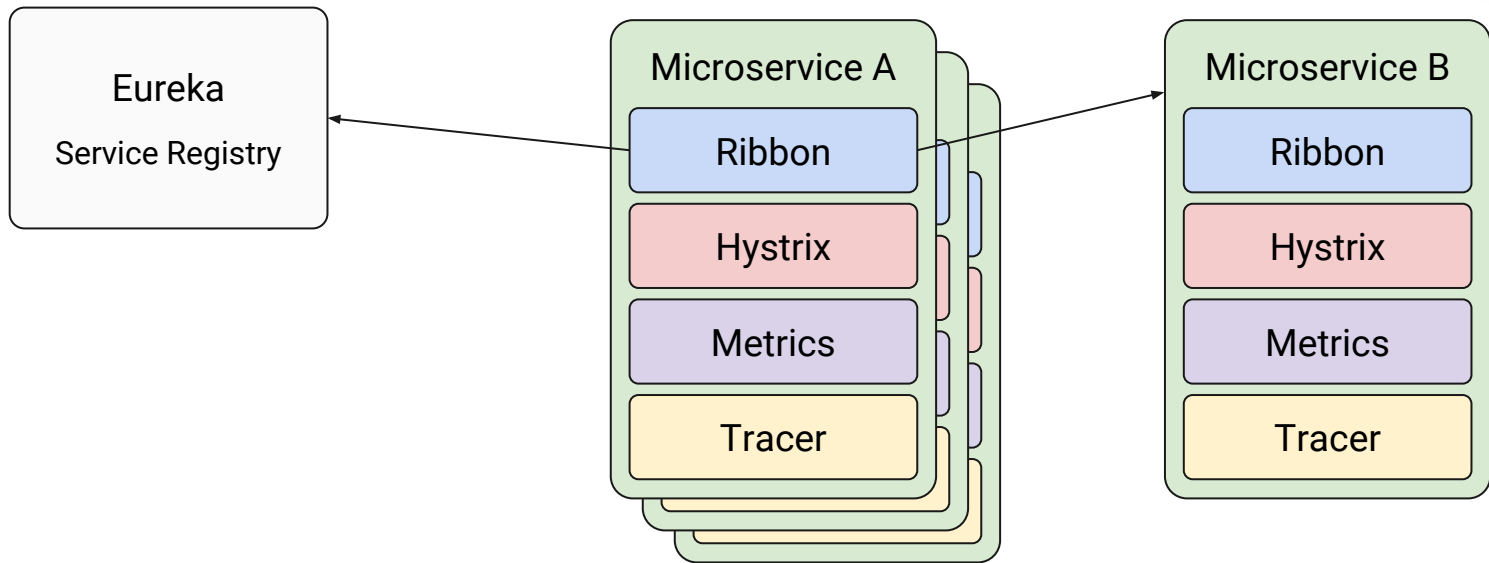 Eureka
Service Registry
Microservice A
Ribbon
Hystrix
Metrics
Tracer
Microservice B
Ribbon
Hystrix
Metrics
Tracer